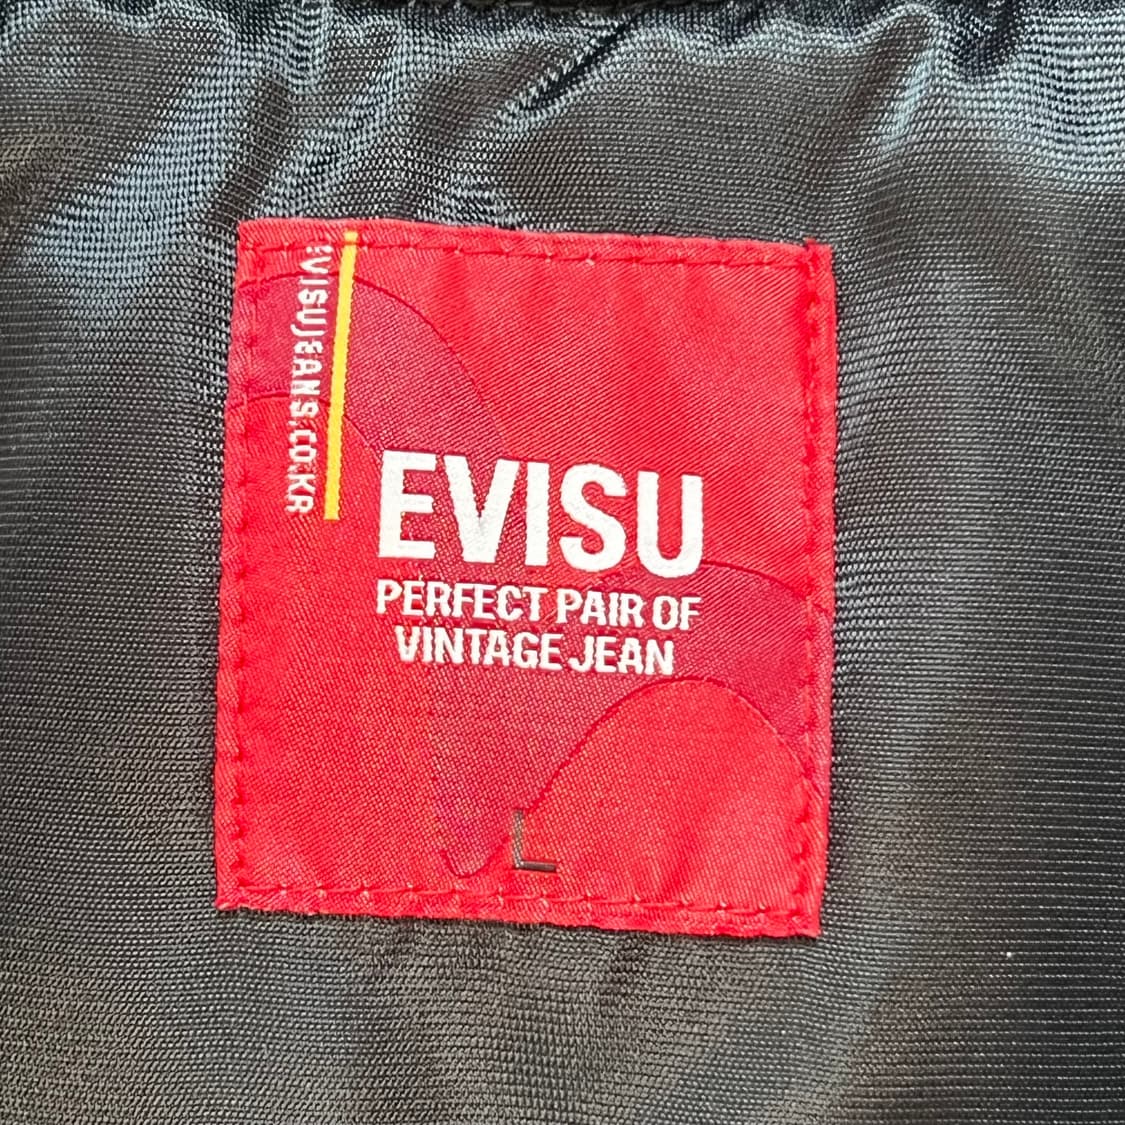 EVISUJEANS.CO.KR
EVISU
PERFECT PAIR OF
VINTAGE JEAN
L